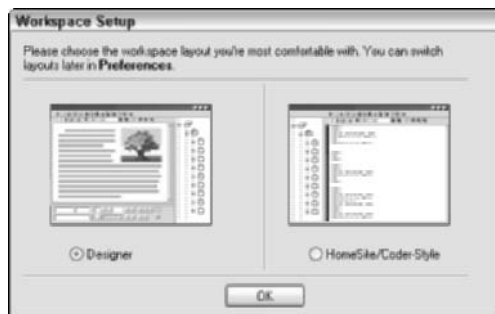 Workspace Setup
Please choose the workspace layout you're most comfortable with. You can switch
layouts later in Preferences.
Designer
HomeSite/Coder-Style
OK